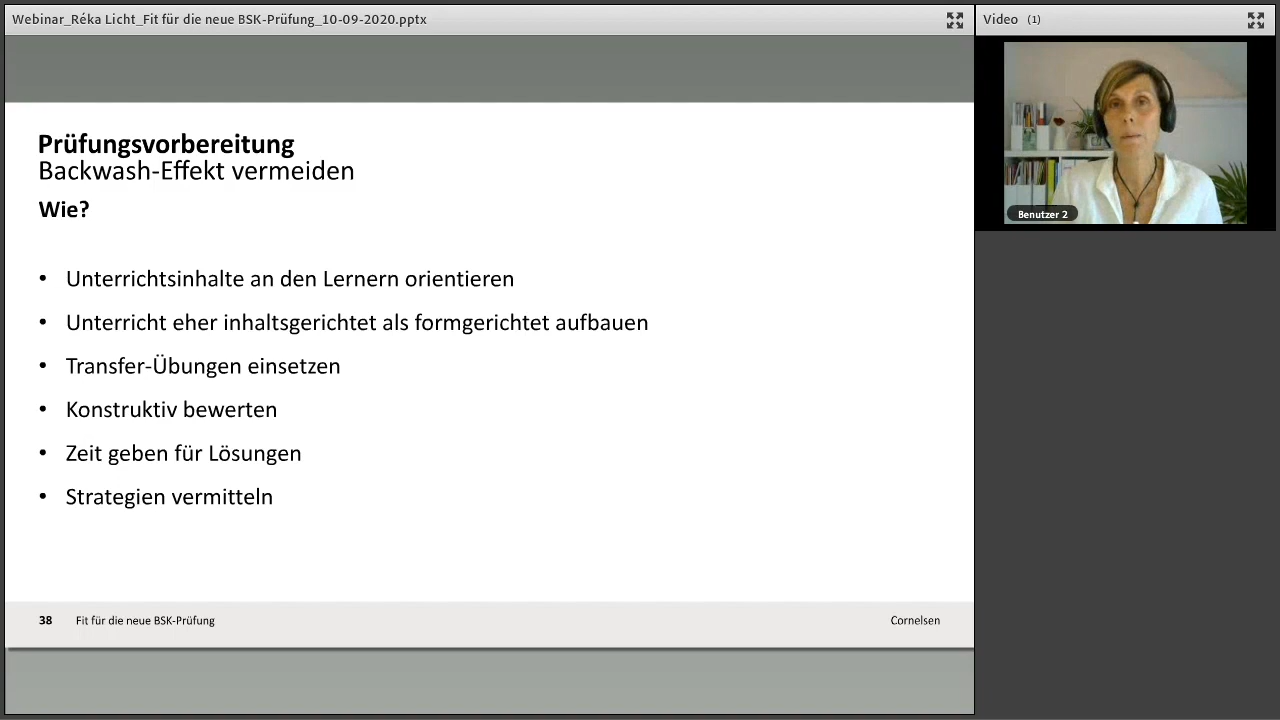 Webinar_Réka Licht_Fit für die neue BSK-Prüfung_10-09-2020.pptx
Video (1)
Benutzer 2
Prüfungsvorbereitung
Backwash-Effekt vermeiden
Wie?
• Unterrichtsinhalte an den Lernern orientieren
• Unterricht eher inhaltsgerichtet als formgerichtet aufbauen
• Transfer-Übungen einsetzen
• Konstruktiv bewerten
• Zeit geben für Lösungen
• Strategien vermitteln
38 Fit für die neue BSK-Prüfung Cornelsen